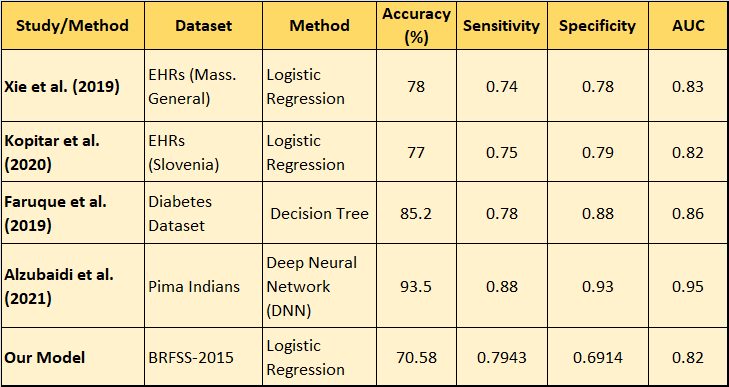 Study/Method Dataset Method Accuracy (%) Sensitivity Specificity AUC
Xie et al. (2019) EHRs (Mass. General) Logistic Regression 78 0.74 0.78 0.83
Kopitar et al. (2020) EHRs (Slovenia) Logistic Regression 77 0.75 0.79 0.82
Faruque et al. (2019) Diabetes Dataset Decision Tree 85.2 0.78 0.88 0.86
Alzubaidi et al. (2021) Pima Indians Deep Neural Network (DNN) 93.5 0.88 0.93 0.95
Our Model BRFSS-2015 Logistic Regression 70.58 0.7943 0.6914 0.82